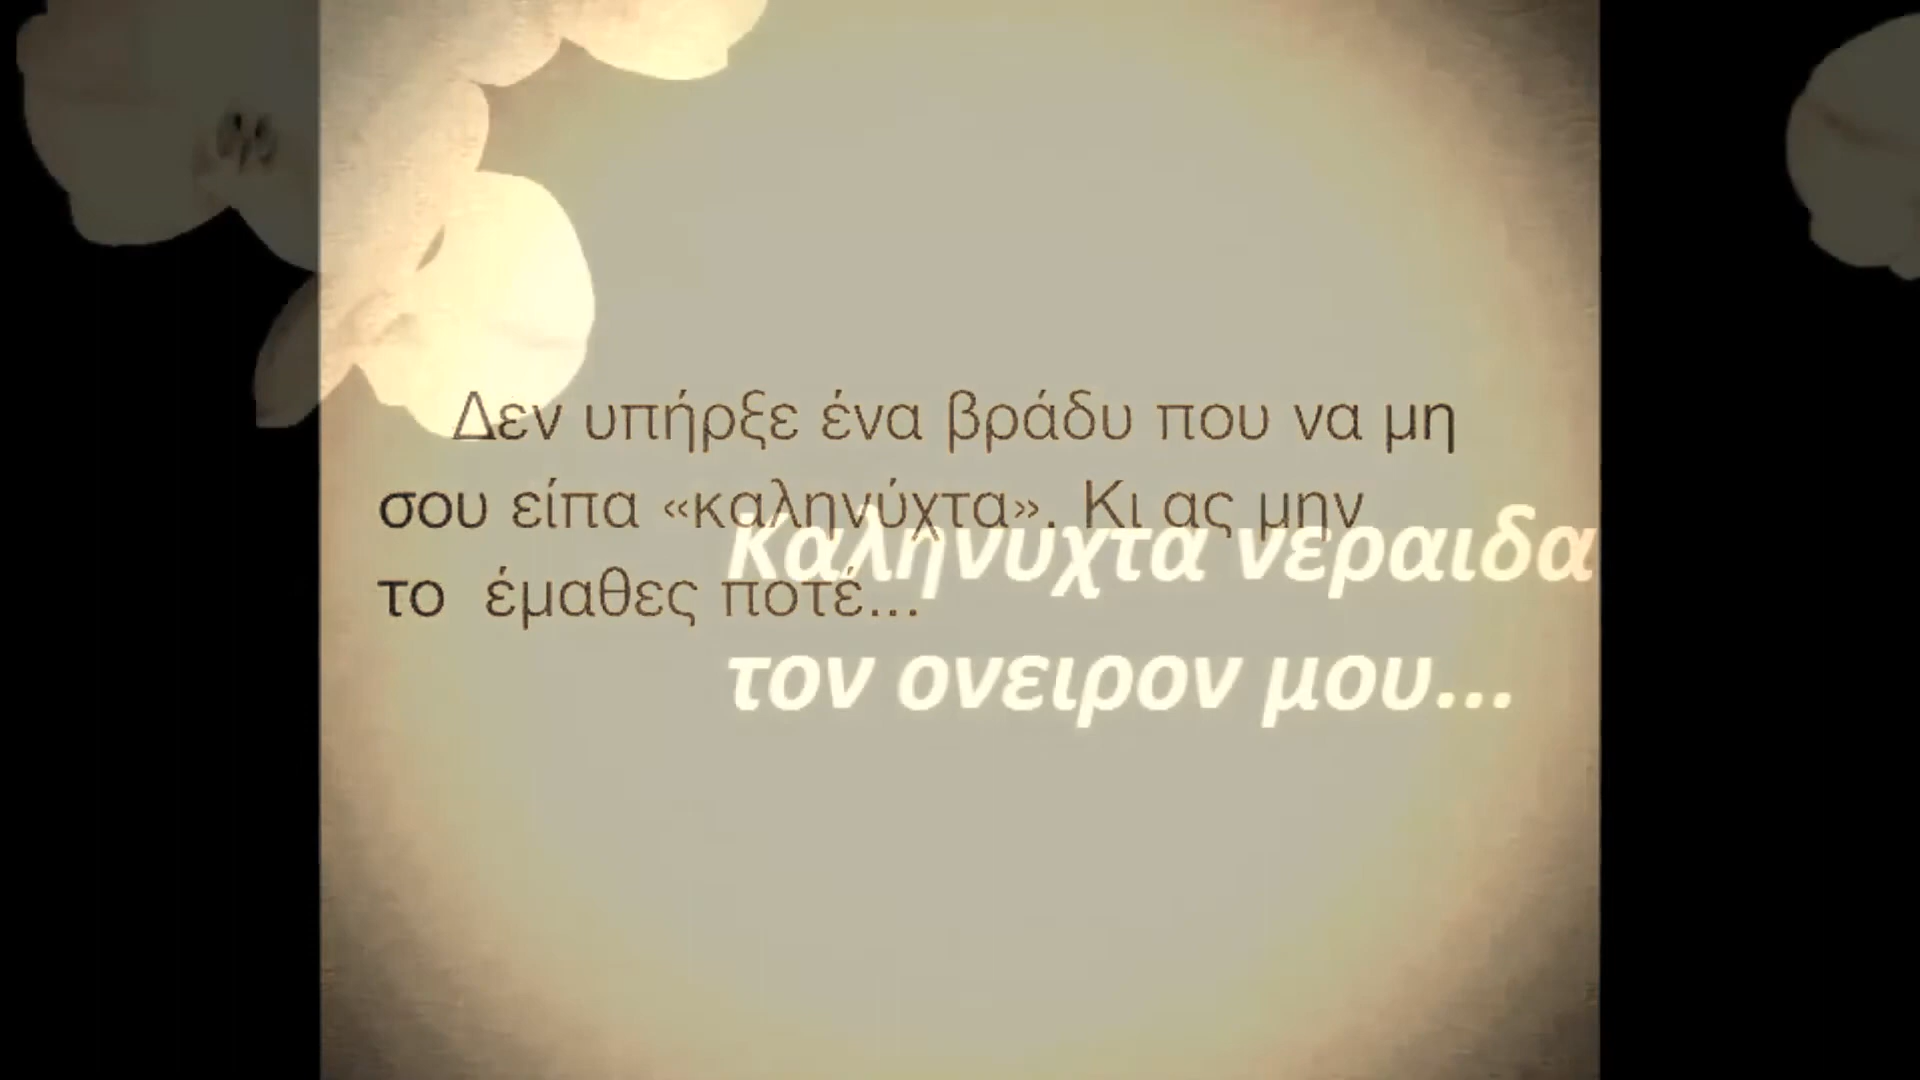 Δεν υπήρξε ένα βράδυ που να μη
σου είπα «καληνύχτα». Κι ας μην
το έμαθες ποτέ...
καληνυχτα νεραιδα
τον ονειρον μου...